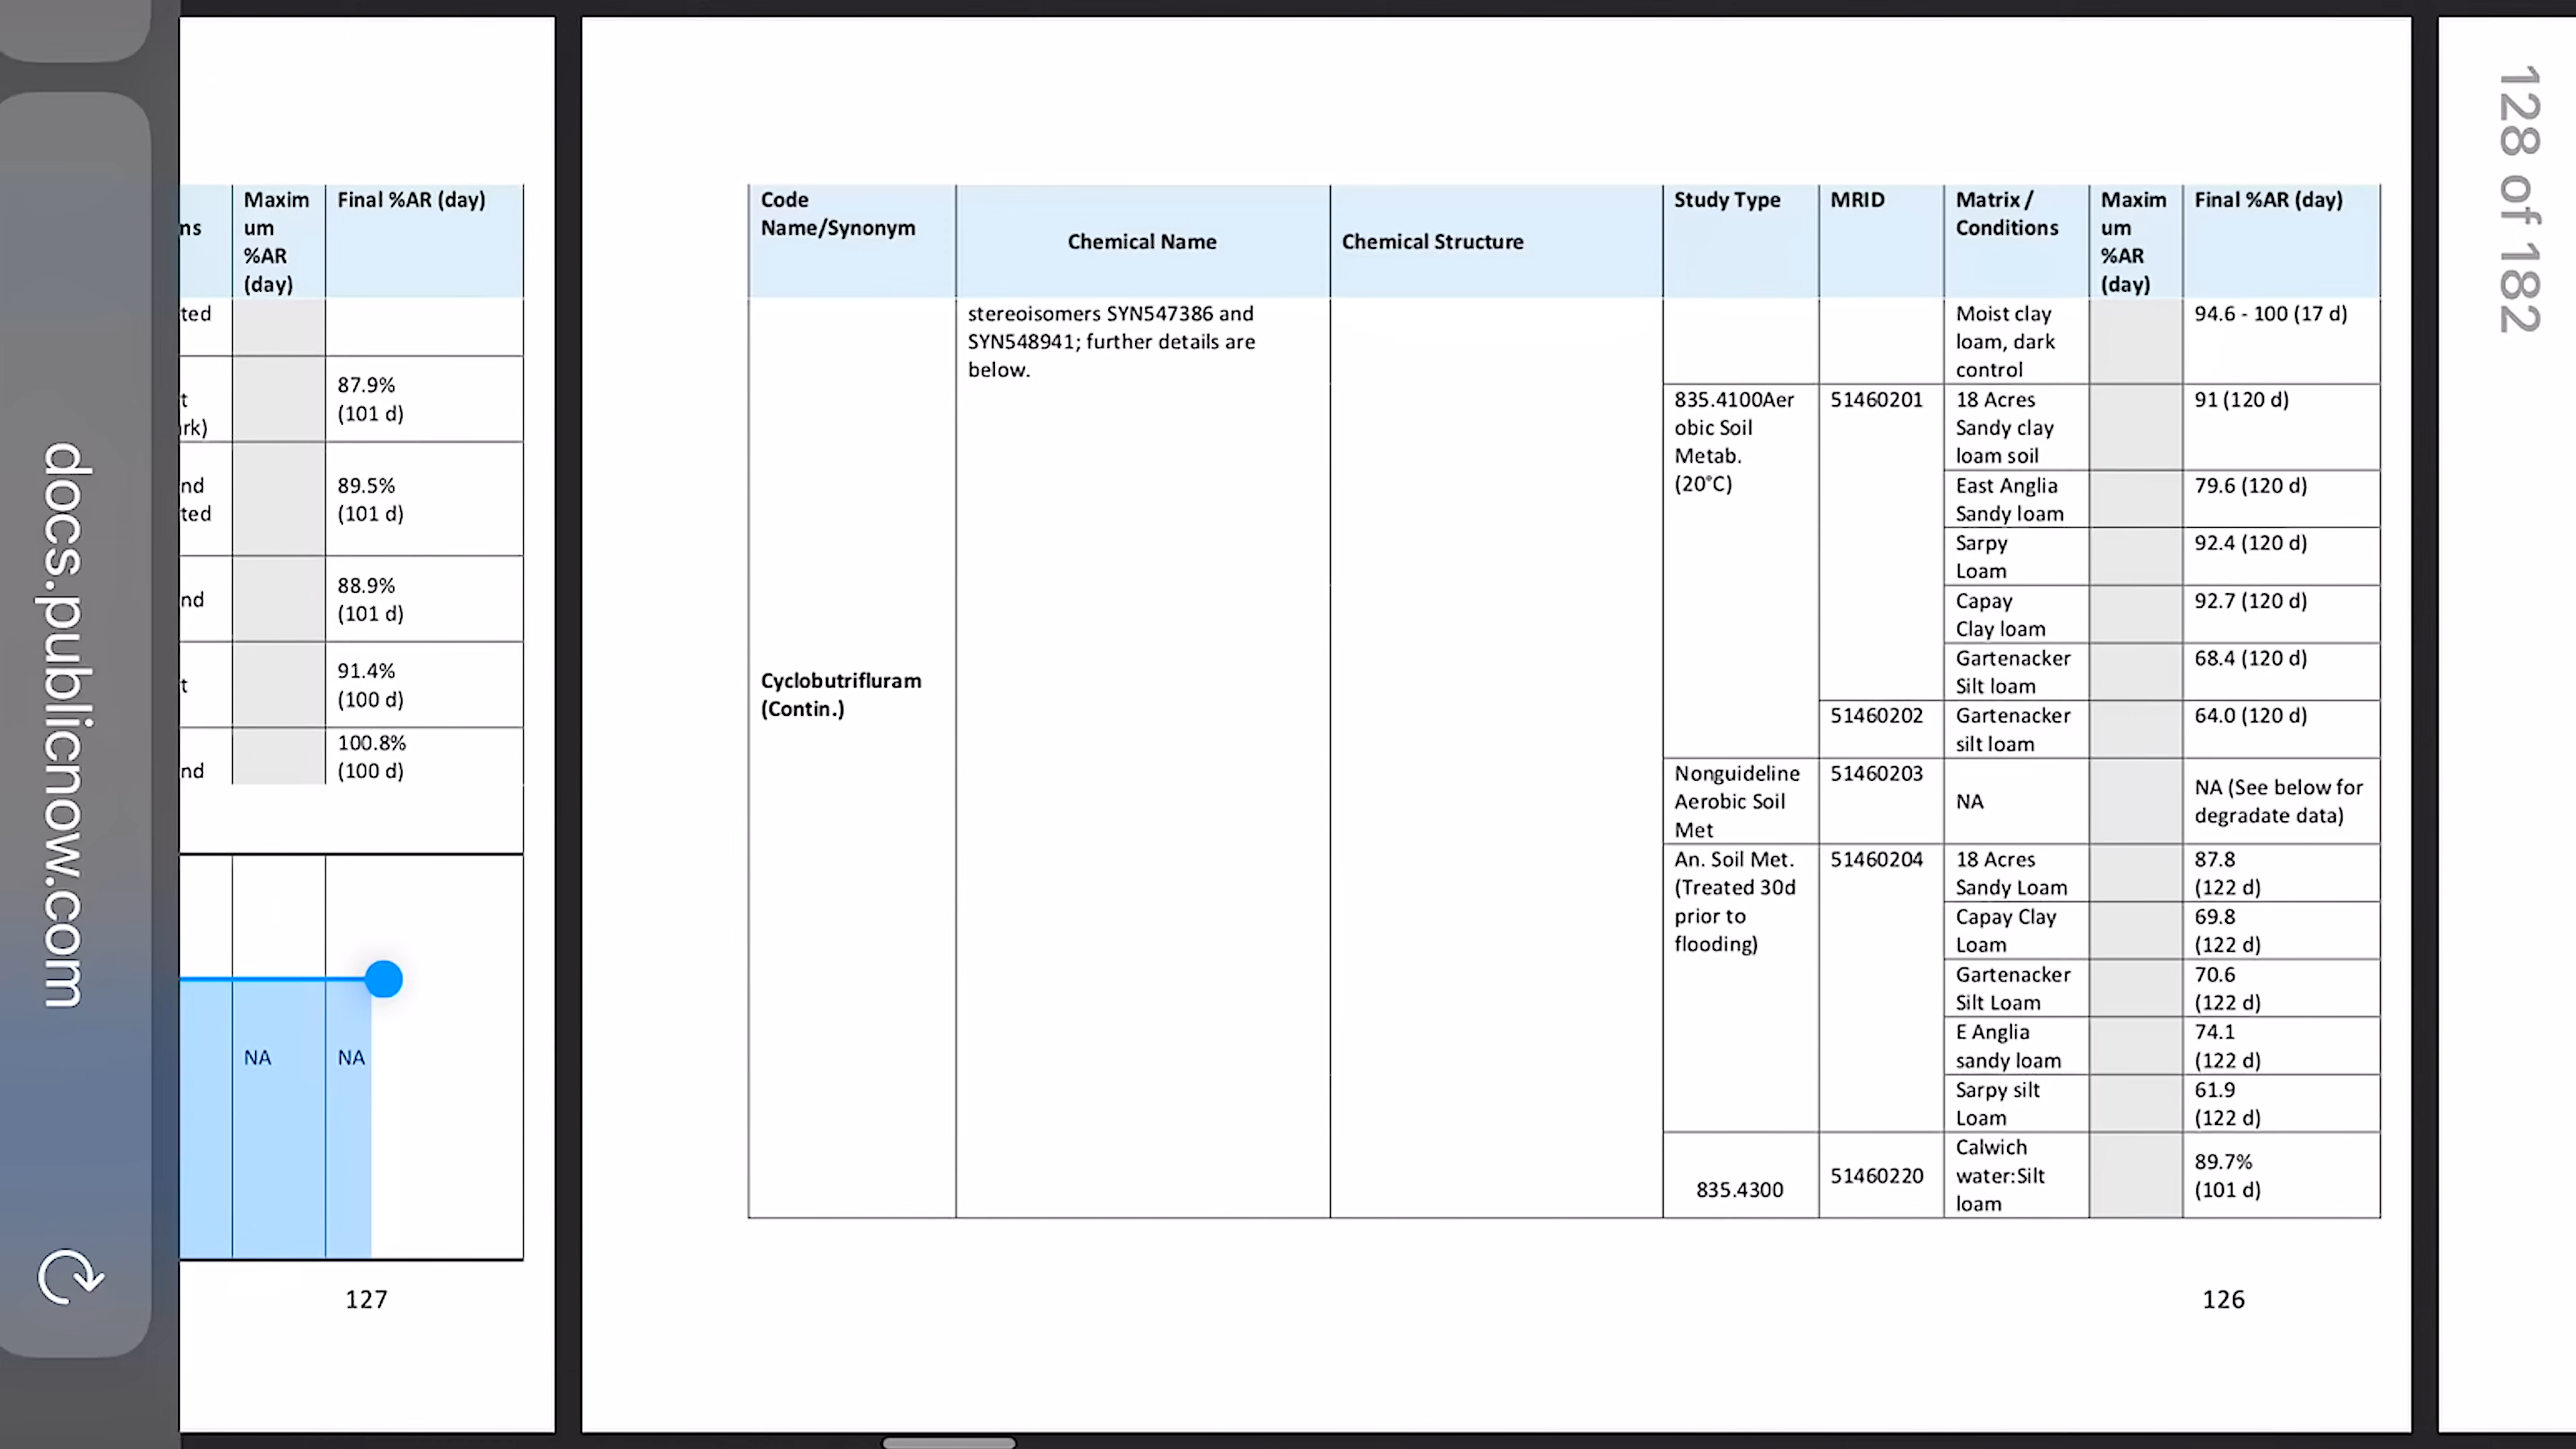 docs.publicnow.com
128 of 182
ns
Maxim
um
%AR
(day)
Final %AR (day)
ted
t
rk)
87.9%
(101 d)
nd
ted
89.5%
(101 d)
nd
88.9%
(101 d)
t
91.4%
(100 d)
nd
100.8%
(100 d)
NA
NA
127
Code
Name/Synonym
Chemical Name
Chemical Structure
Study Type
MRID
Matrix /
Conditions
Maxim
um
%AR
(day)
Final %AR (day)
Cyclobutrifluram
(Contin.)
stereoisomers SYN547386 and
SYN548941; further details are
below.
Moist clay
loam, dark
control
94.6 - 100 (17 d)
835.4100Aer
obic Soil
Metab.
(20°C)
51460201
18 Acres
Sandy clay
loam soil
91 (120 d)
East Anglia
Sandy loam
79.6 (120 d)
Sarpy
Loam
92.4 (120 d)
Capay
Clay loam
92.7 (120 d)
Gartenacker
Silt loam
68.4 (120 d)
51460202
Gartenacker
silt loam
64.0 (120 d)
Nonguideline
Aerobic Soil
Met
51460203
NA
NA (See below for
degradate data)
An. Soil Met.
(Treated 30d
prior to
flooding)
51460204
18 Acres
Sandy Loam
87.8
(122 d)
Capay Clay
Loam
69.8
(122 d)
Gartenacker
Silt Loam
70.6
(122 d)
E Anglia
sandy loam
74.1
(122 d)
Sarpy silt
Loam
61.9
(122 d)
835.4300
51460220
Calwich
water:Silt
loam
89.7%
(101 d)
126